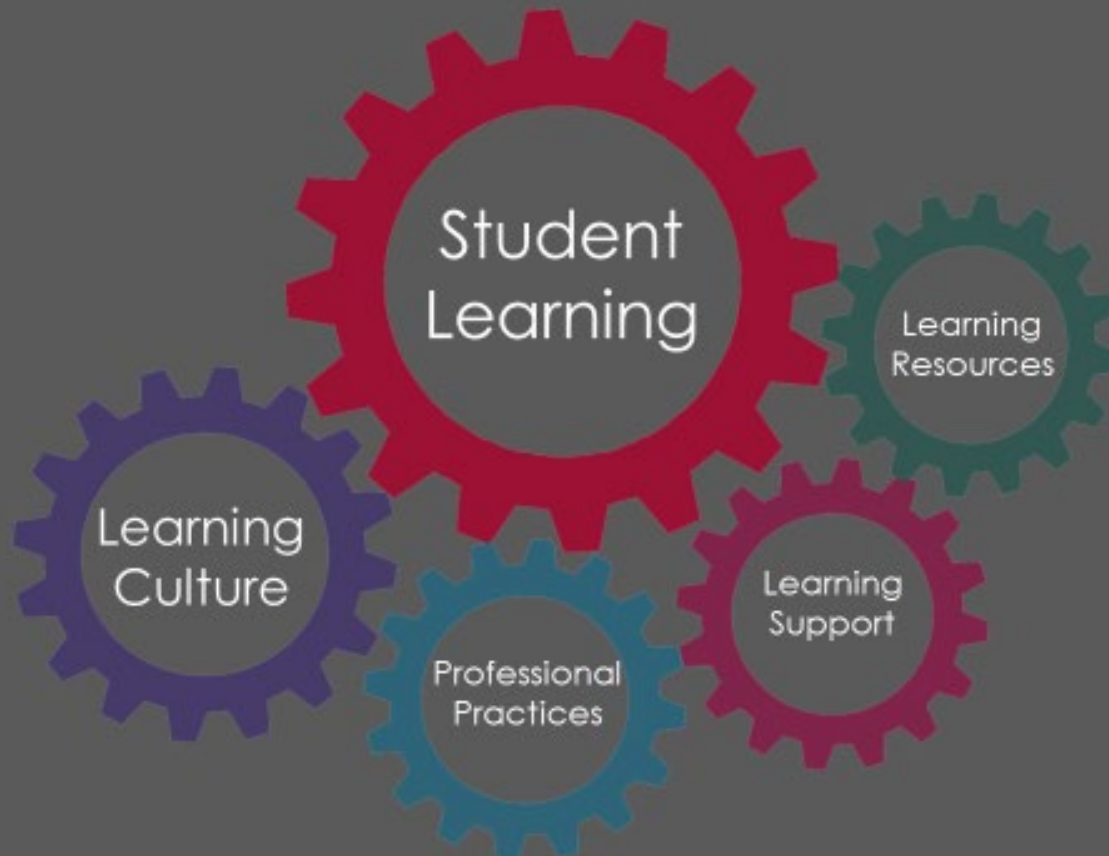 Student
Learning
Learning
Resources
Learning
Culture
Learning
Support
Professional
Practices